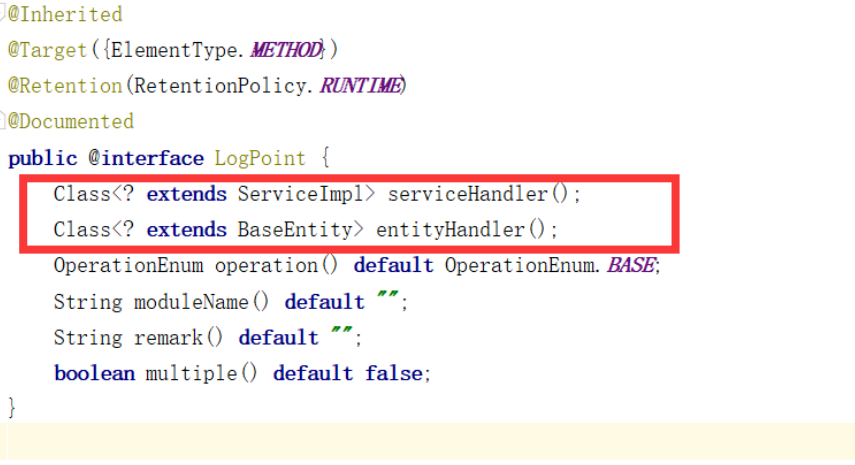 @Inherited
@Target({ElementType.METHOD})
@Retention(RetentionPolicy.RUNTIME)
@Documented
public @interface LogPoint {
Class<? extends ServiceImpl> serviceHandler();
Class<? extends BaseEntity> entityHandler();
OperationEnum operation() default OperationEnum.BASE;
String moduleName() default "";
String remark() default "";
boolean multiple() default false;
}